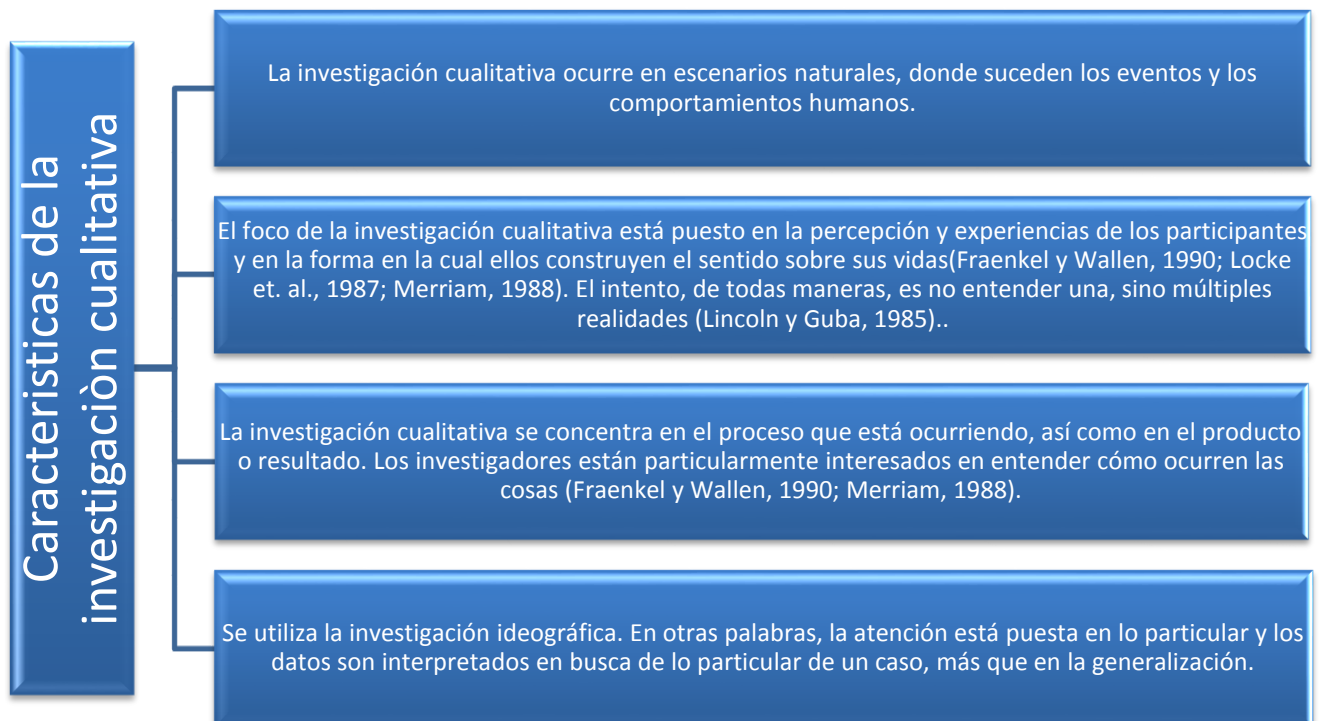 Caracteristicas de la
investigaciòn cualitativa
La investigación cualitativa ocurre en escenarios naturales, donde suceden los eventos y los
comportamientos humanos.
El foco de la investigación cualitativa está puesto en la percepción y experiencias de los participantes
y en la forma en la cual ellos construyen el sentido sobre sus vidas(Fraenkel y Wallen, 1990; Locke
et. al., 1987; Merriam, 1988). El intento, de todas maneras, es no entender una, sino múltiples
realidades (Lincoln y Guba, 1985)..
La investigación cualitativa se concentra en el proceso que está ocurriendo, así como en el producto
o resultado. Los investigadores están particularmente interesados en entender cómo ocurren las
cosas (Fraenkel y Wallen, 1990; Merriam, 1988).
Se utiliza la investigación ideográfica. En otras palabras, la atención está puesta en lo particular y los
datos son interpretados en busca de lo particular de un caso, más que en la generalización.